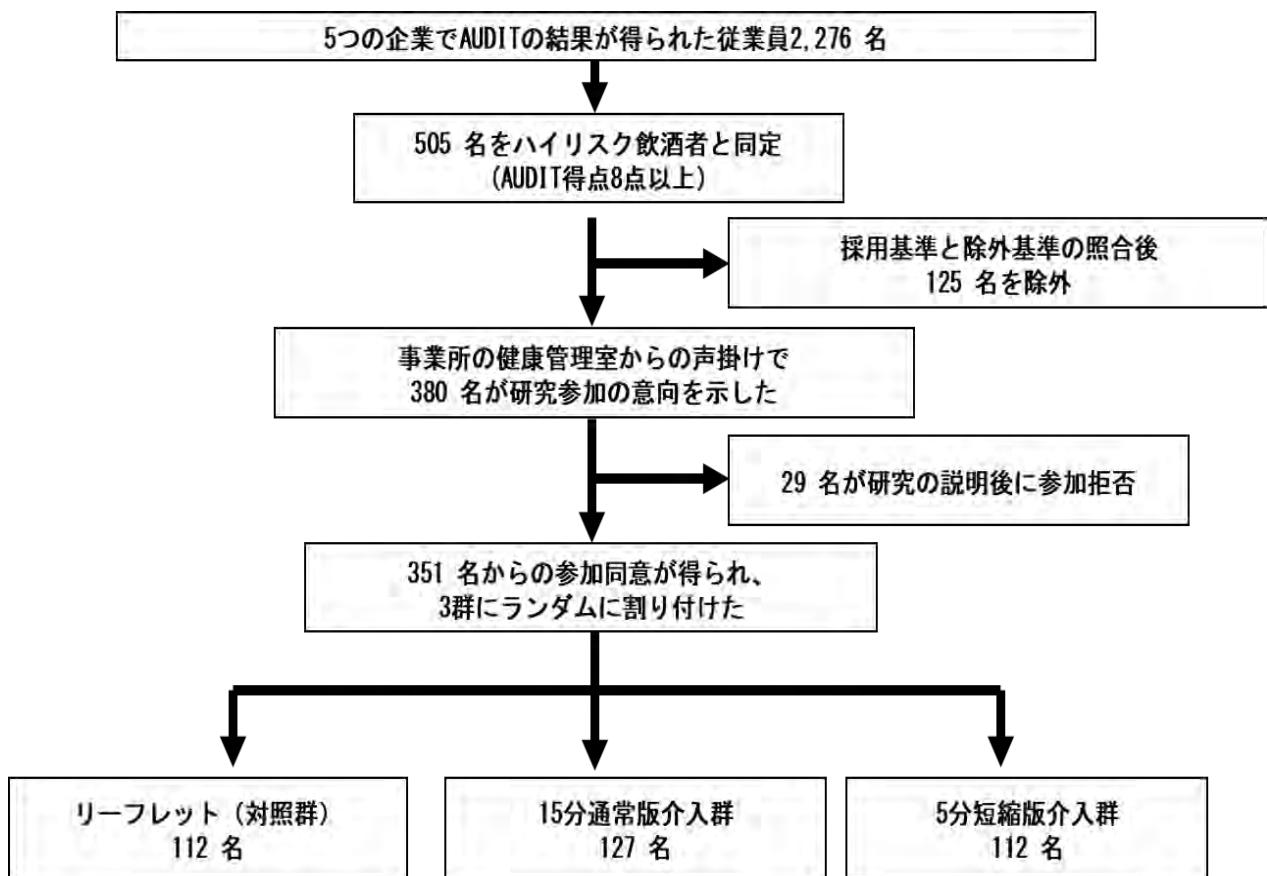 5つの企業でAUDITの結果が得られた従業員2,276 名
505 名をハイリスク飲酒者と同定
(AUDIT得点8点以上)
採用基準と除外基準の照合後
125 名を除外
事業所の健康管理室からの声掛けで
380 名が研究参加の意向を示した
29 名が研究の説明後に参加拒否
351 名からの参加同意が得られ、
3群にランダムに割り付けた
リーフレット（対照群）
112 名
15分通常版介入群
127 名
5分短縮版介入群
112 名